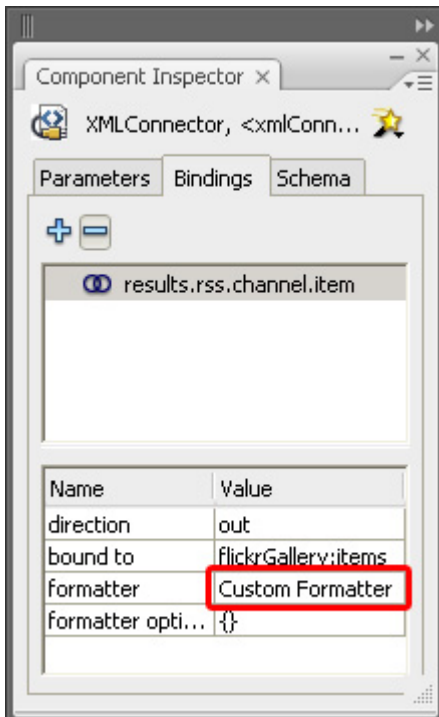 Component Inspector
XMLConnector, <xmlConn...
Parameters Bindings Schema
results.rss.channel.item
Name Value
direction out
bound to flickrGallery:items
formatter Custom Formatter
formatter opti... {}